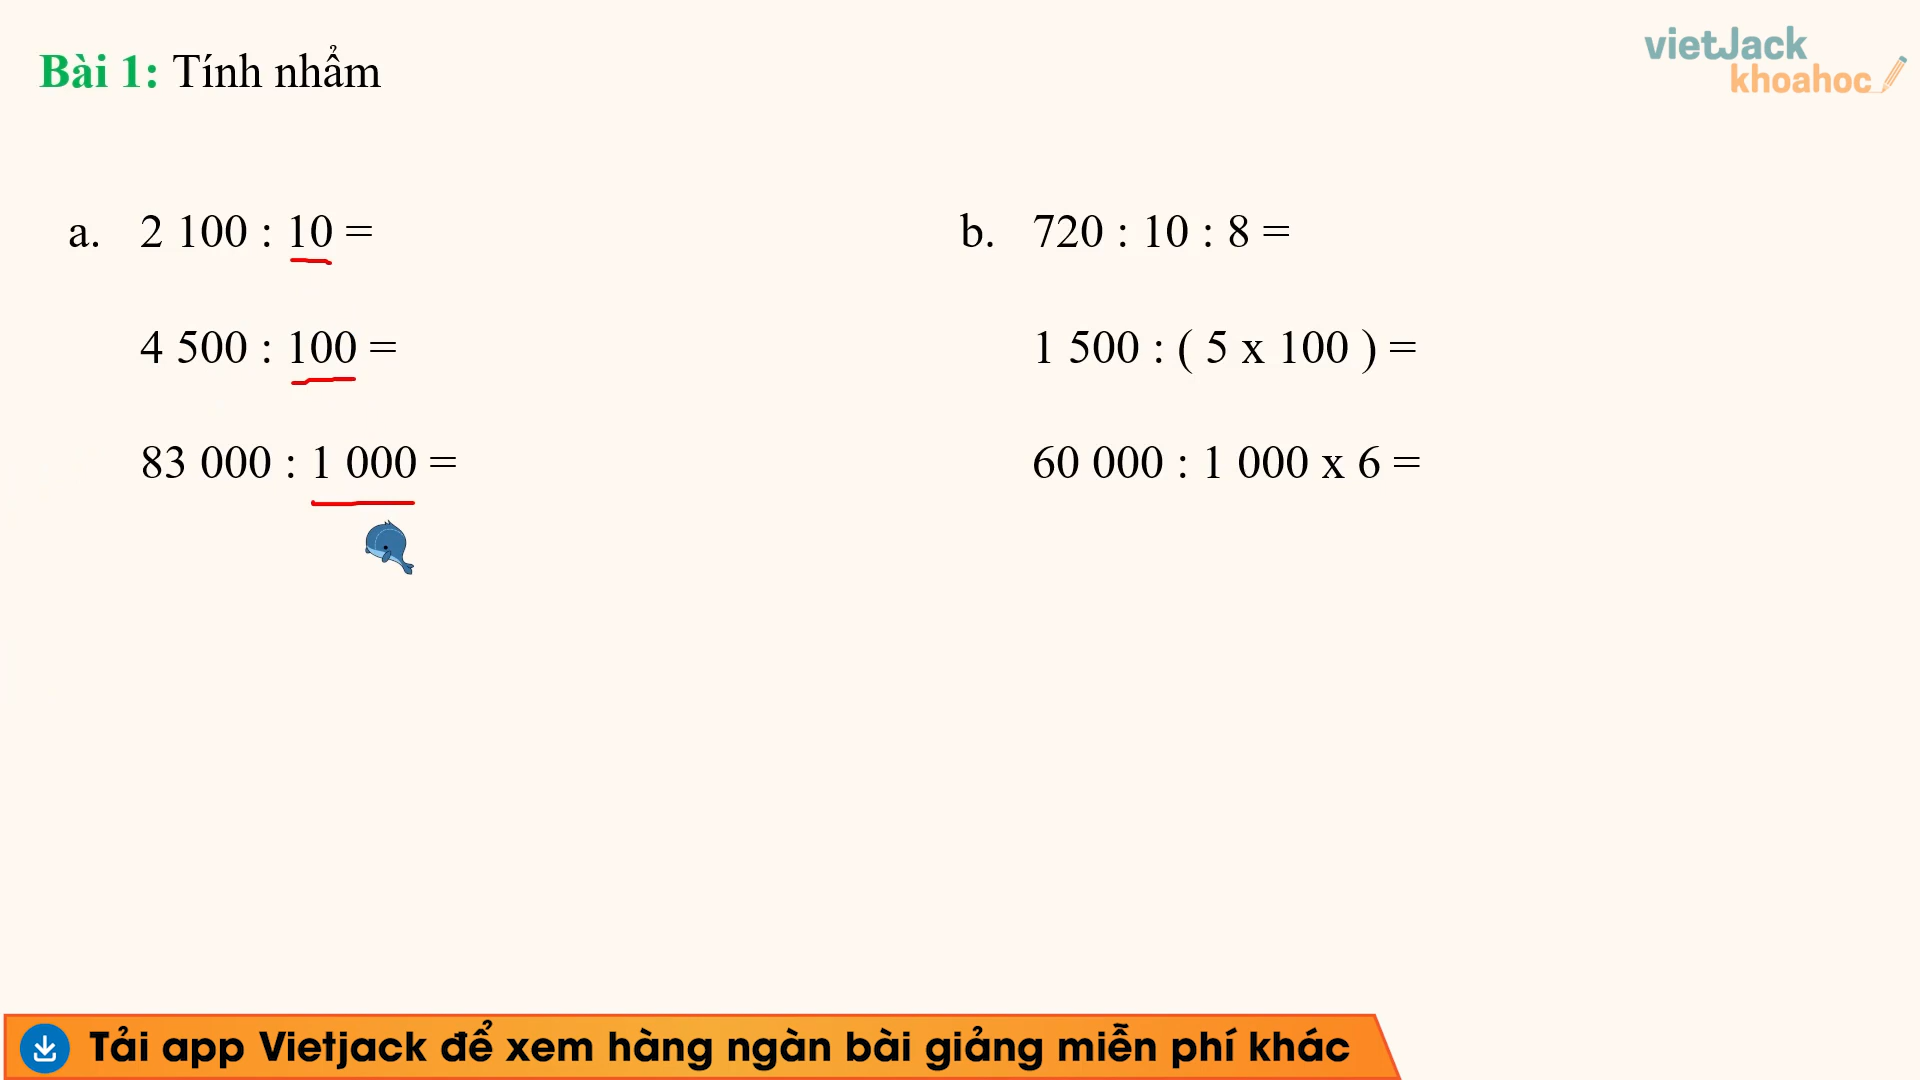 Bài 1: Tính nhẩm
vietJack
khoahoc
a. 2 100 : 10 =
4 500 : 100 =
83 000 : 1 000 =
b. 720 : 10 : 8 =
1 500 : ( 5 x 100 ) =
60 000 : 1 000 x 6 =
Tải app Vietjack để xem hàng ngàn bài giảng miễn phí khác